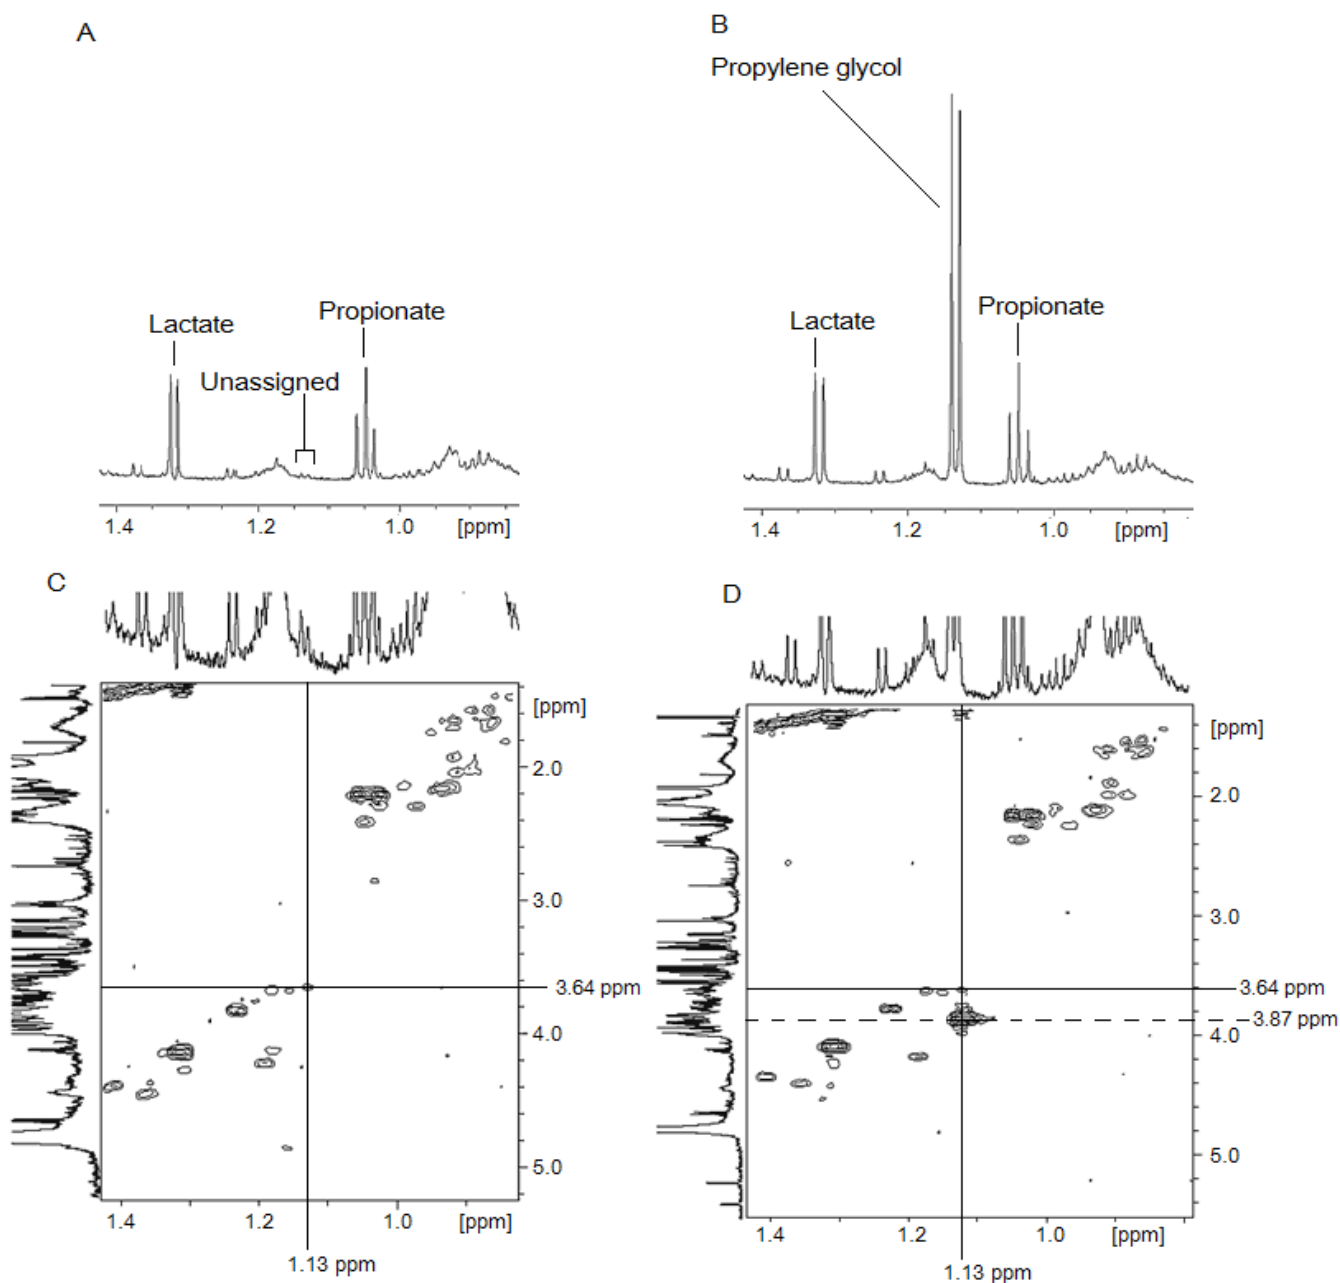 A
B
Propylene glycol
Lactate
Propionate
Unassigned
Lactate
Propionate
1.4 1.2 1.0 [ppm]
1.4 1.2 1.0 [ppm]
C
[ppm]
2.0
3.0
3.64 ppm
4.0
5.0
1.4 1.2 1.0 [ppm]
1.13 ppm
D
[ppm]
2.0
3.0
3.64 ppm
3.87 ppm
4.0
5.0
1.4 1.2 1.0 [ppm]
1.13 ppm